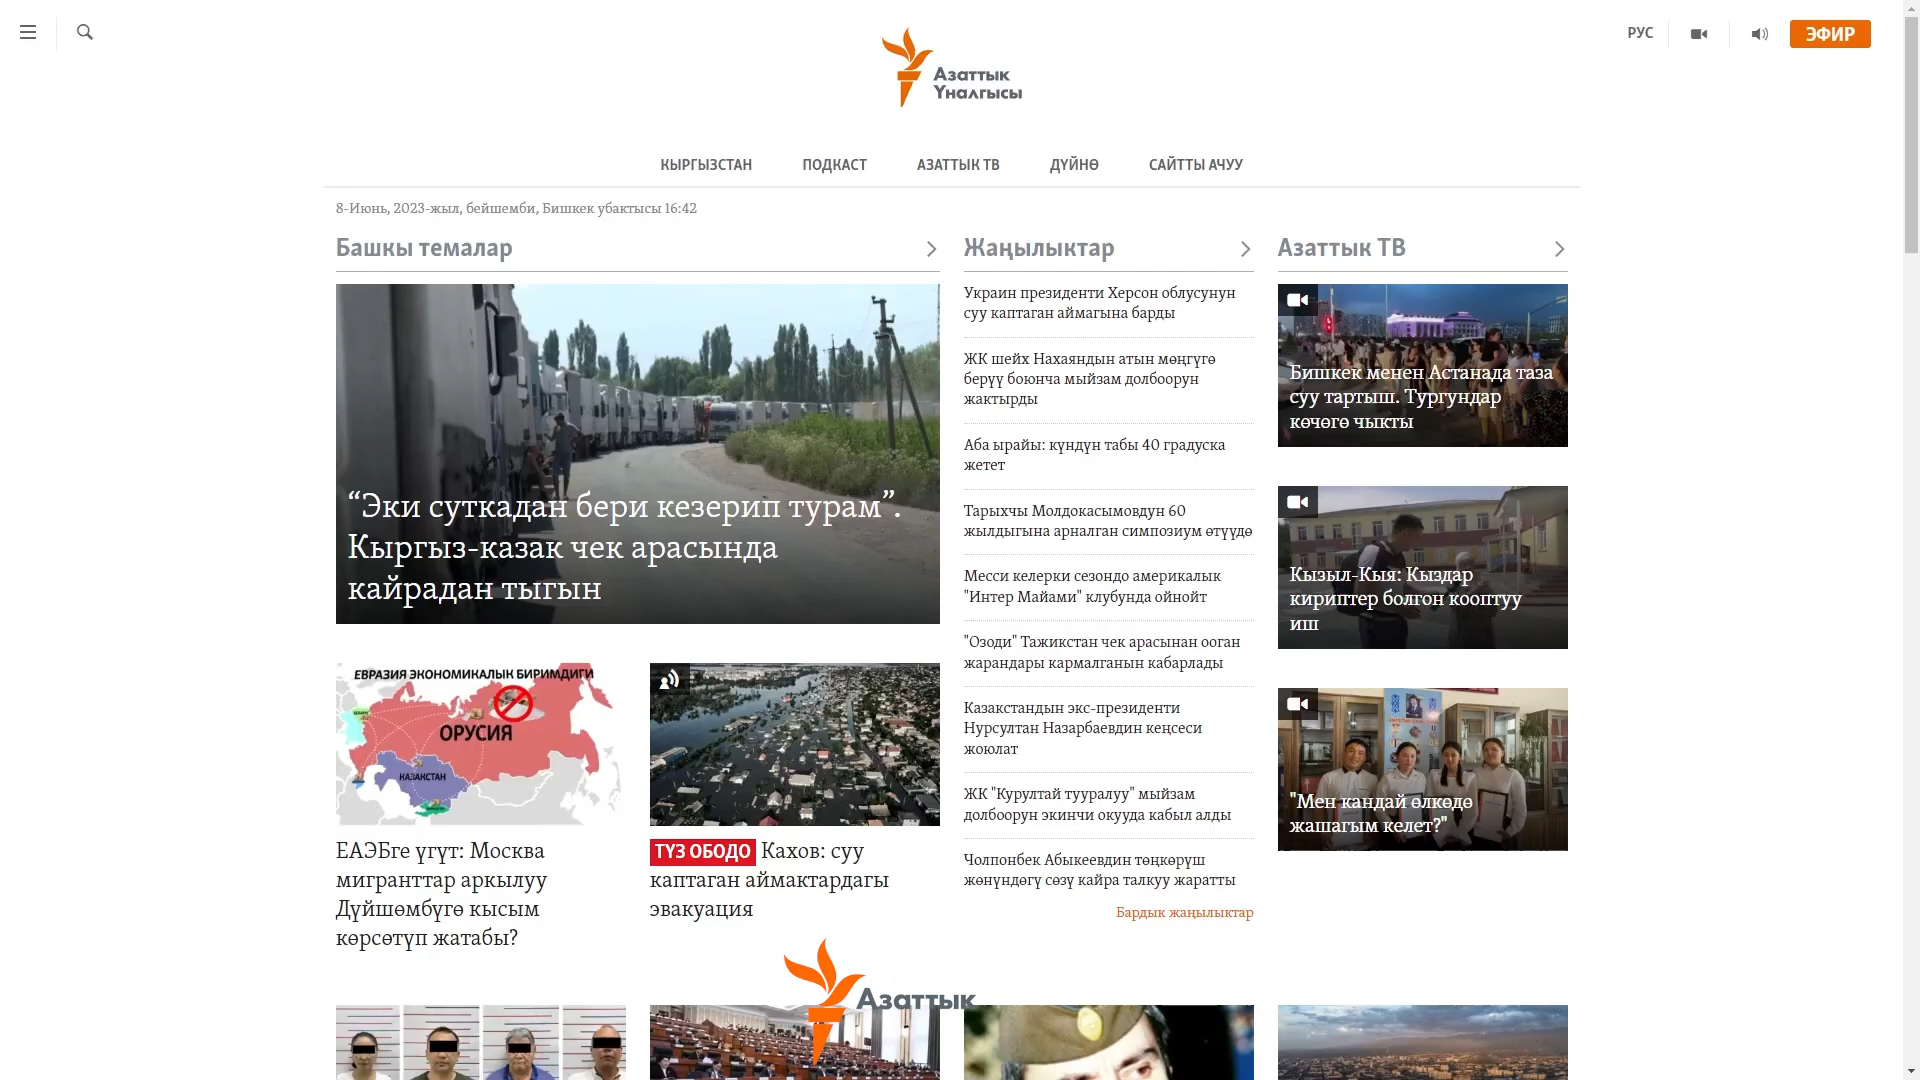 РУС
ЭФИР
Азаттык
Үналгысы
КЫРГЫЗСТАН
ПОДКАСТ
АЗАТТЫК ТВ
ДҮЙНӨ
САЙТТЫ АЧУУ
8-Июнь, 2023-жыл, бейшемби, Бишкек убактысы 16:42
Башкы темалар
“Эки суткадан бери кезерип турам”.
Кыргыз-казак чек арасында
кайрадан тыгын
ЕВРАЗИЯ ЭКОНОМИКАЛЫК БИРИМДИГИ
ОРУСИЯ
КАЗАКСТАН
ЕАЭБге үгүт: Москва
мигранттар аркылуу
Дүйшөмбүгө кысым
көрсөтүп жатабы?
ТҮЗ ОБОДО Кахов: суу
каптаган аймактардагы
эвакуация
Жаңылыктар
Украин президенти Херсон облусунун
суу каптаган аймагына барды
ЖК шейх Нахаяндын атын мөңгүгө
берүү боюнча мыйзам долбоорун
жактырды
Аба ырайы: күндүн табы 40 градуска
жетет
Тарыхчы Молдокасымовдун 60
жылдыгына арналган симпозиум өтүүдө
Месси келерки сезондо америкалык
"Интер Майами" клубунда ойнойт
"Озоди" Тажикстан чек арасынан ооган
жарандары кармалганын кабарлады
Казакстандын экс-президенти
Нурсултан Назарбаевдин кеңсеси
жоюлат
ЖК "Курултай тууралуу" мыйзам
долбоорун экинчи окууда кабыл алды
Чолпонбек Абыкеевдин төңкөрүш
жөнүндөгү сөзү кайра талкуу жаратты
Бардык жаңылыктар
Азаттык ТВ
Бишкек менен Астанада таза
суу тартыш. Тургундар
көчөгө чыкты
Кызыл-Кыя: Кыздар
кириптер болгон кооптуу
иш
"Мен кандай өлкөдө
жашагым келет?"
Азаттык